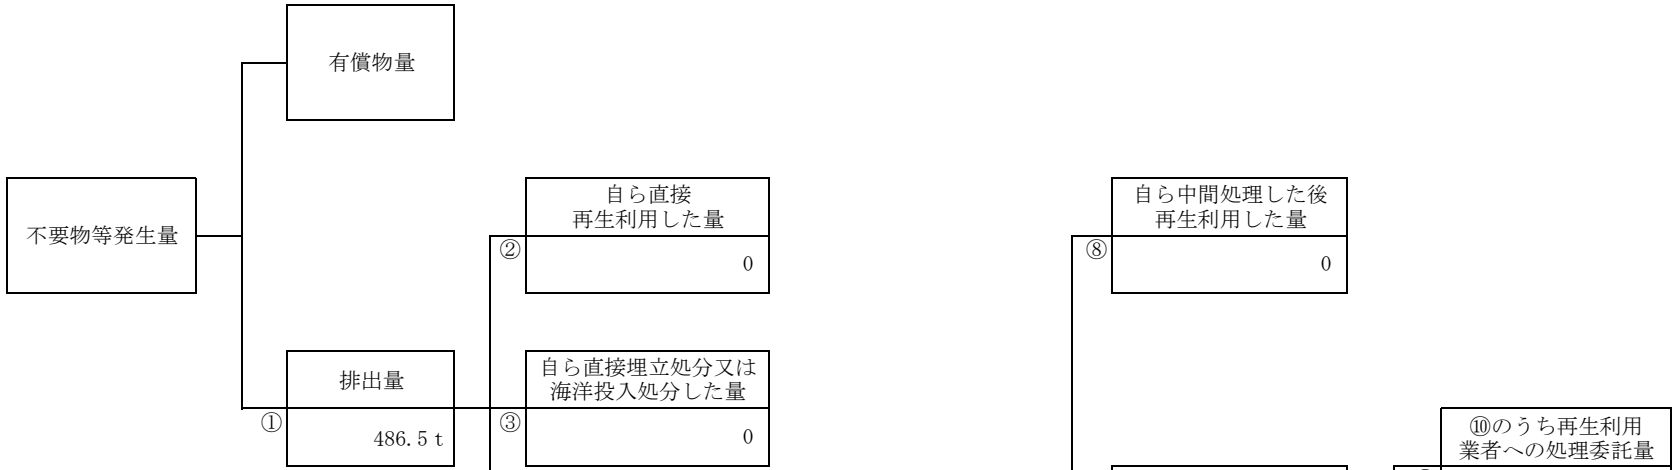 有償物量
不要物等発生量
自ら直接
再生利用した量
②
0
自ら中間処理した後
再生利用した量
⑧
0
排出量
①
486.5 t
自ら直接埋立処分又は
海洋投入処分した量
③
0
⑩のうち再生利用
業者への処理委託量